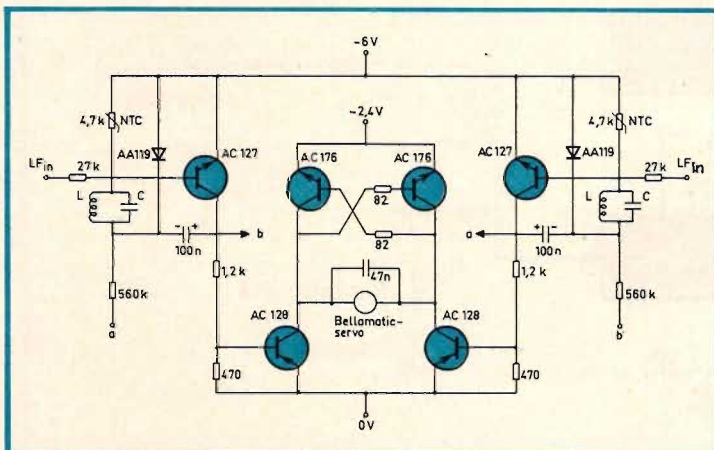 -6V
-2,4V
4,7k NTC
4,7k NTC
AA119
AC 127
AC 176
AC 176
AC 127
AA119
LFin
27k
27k
LFIn
82
L
C
L
C
b
82
a
100n
100n
1,2k
47n
1,2k
560k
560k
AC 128
Bellamatic-
servo
AC 128
a
b
470
470
0V